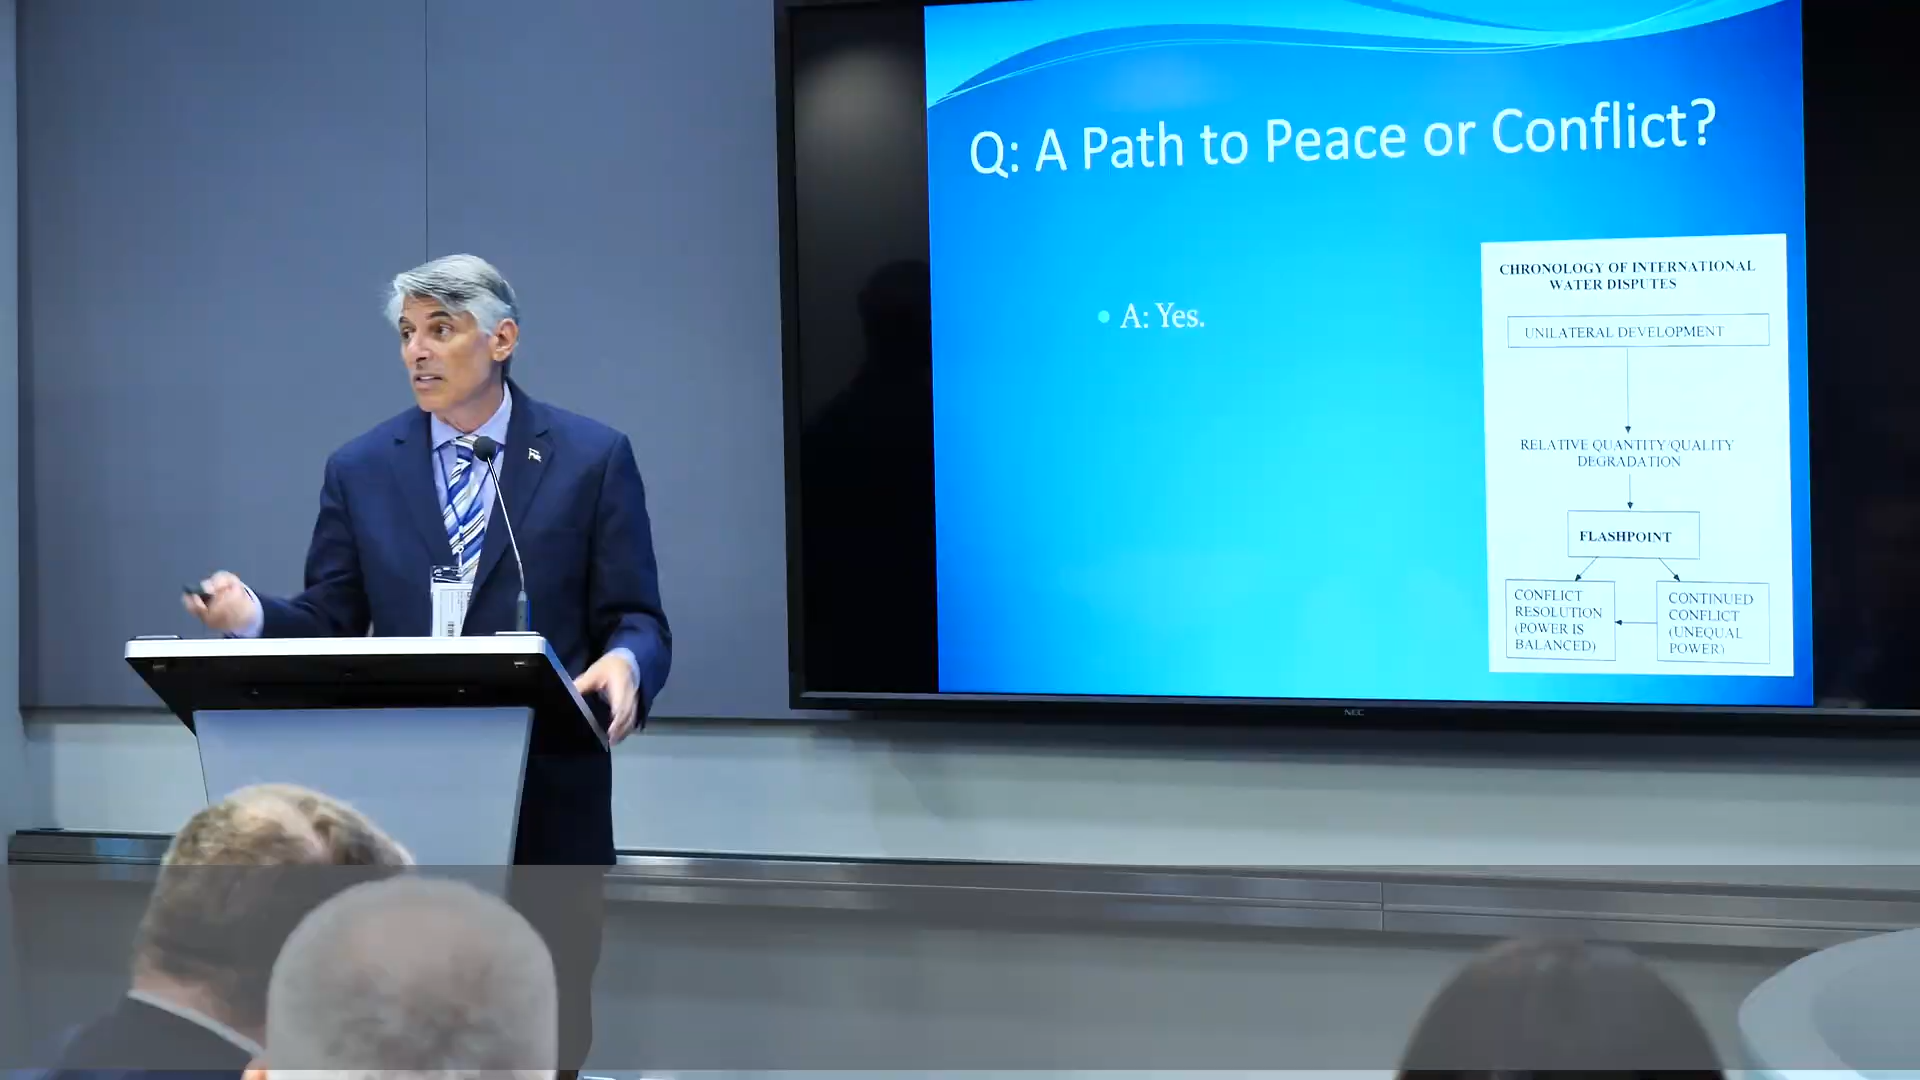 Q: A Path to Peace or Conflict?
• A: Yes.
CHRONOLOGY OF INTERNATIONAL
WATER DISPUTES
UNILATERAL DEVELOPMENT
RELATIVE QUANTITY/QUALITY
DEGRADATION
FLASHPOINT
CONFLICT
RESOLUTION
(POWER IS
BALANCED)
CONTINUED
CONFLICT
(UNEQUAL
POWER)
NEC